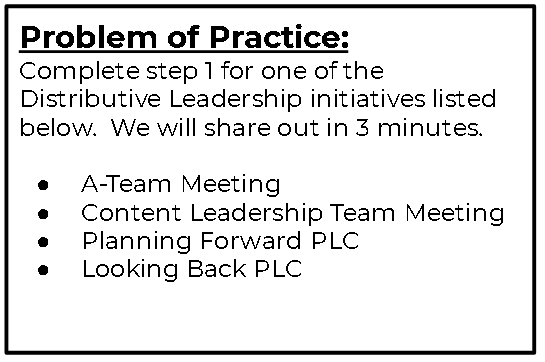 Problem of Practice:
Complete step 1 for one of the
Distributive Leadership initiatives listed
below.  We will share out in 3 minutes.
● A-Team Meeting
● Content Leadership Team Meeting
● Planning Forward PLC
● Looking Back PLC